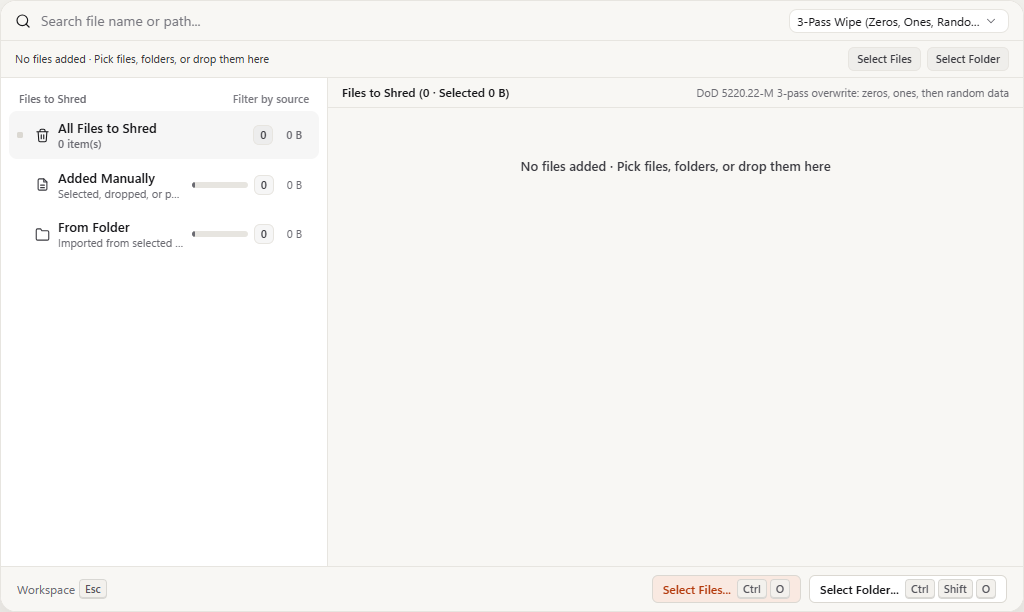 Search file name or path...
3-Pass Wipe (Zeros, Ones, Rando...
No files added · Pick files, folders, or drop them here
Select Files
Select Folder
Files to Shred
Filter by source
All Files to Shred
0 item(s)
0
0 B
Added Manually
Selected, dropped, or p...
0
0 B
From Folder
Imported from selected ...
0
0 B
Files to Shred (0 · Selected 0 B)
DoD 5220.22-M 3-pass overwrite: zeros, ones, then random data
No files added · Pick files, folders, or drop them here
Workspace Esc
Select Files... Ctrl O
Select Folder... Ctrl Shift O